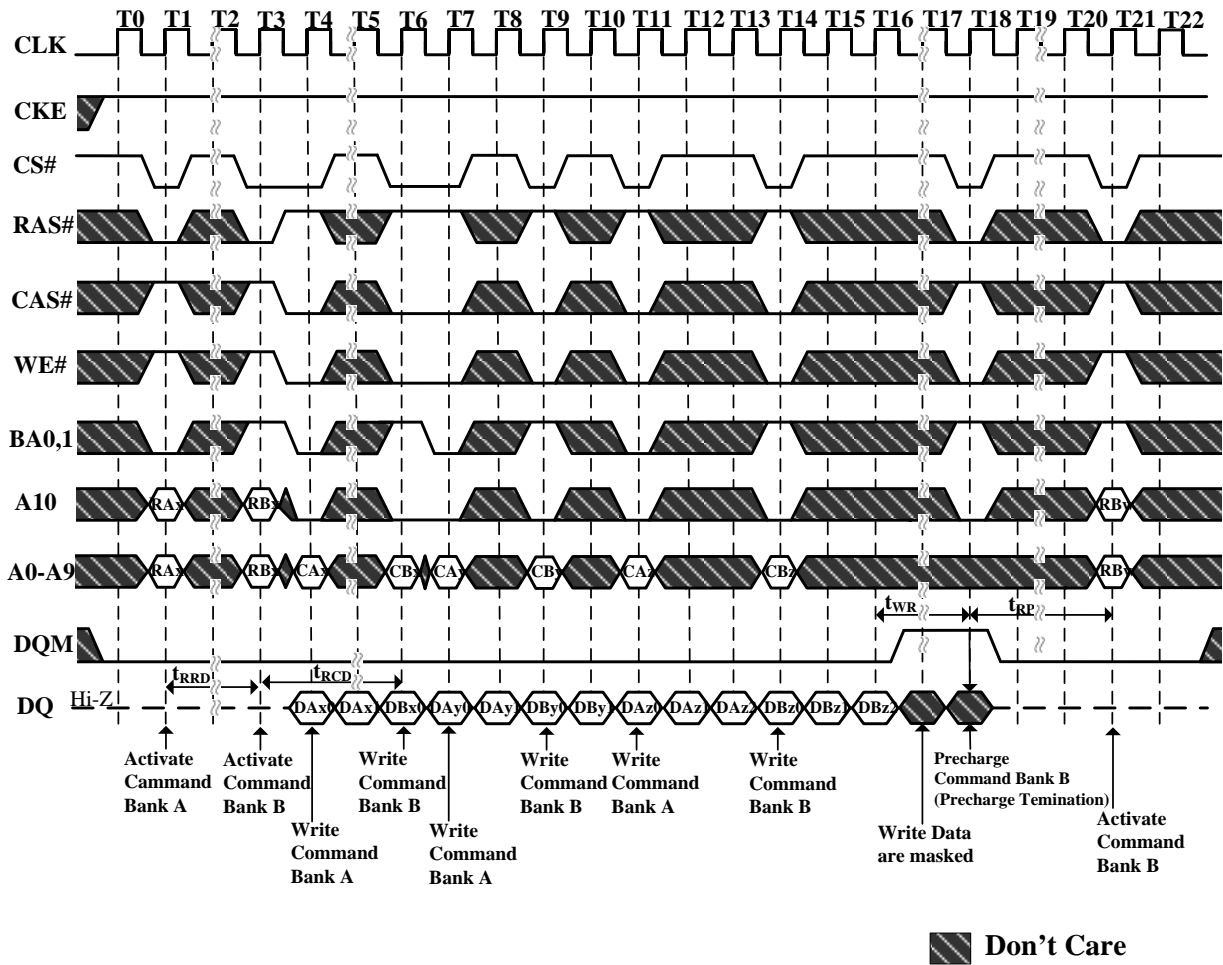 T0 T1 T2 T3 T4 T5 T6 T7 T8 T9 T10 T11 T12 T13 T14 T15 T16 T17 T18 T19 T20 T21 T22
CLK
CKE
CS#
RAS#
CAS#
WE#
BA0,1
A10
RAx RBx
A0-A9
RAx RBx CAx CBx CAy CBy CAz CBz
tWR tRP
DQM
tRRD tRCD
DQ Hi-Z DAx0 DAx1 DBx0 DAy0 DAy1 DBy0 DBy1 DAz0 DAz1 DAz2 DBz0 DBz1 DBz2
Activate
Cammand
Bank A
Activate
Command
Bank B
Write
Command
Bank A
Write
Command
Bank B
Write
Command
Bank A
Write
Command
Bank B
Write
Command
Bank A
Write
Command
Bank B
Write Data
are masked
Precharge
Command Bank B
(Precharge Temination)
Activate
Command
Bank B
Don't Care